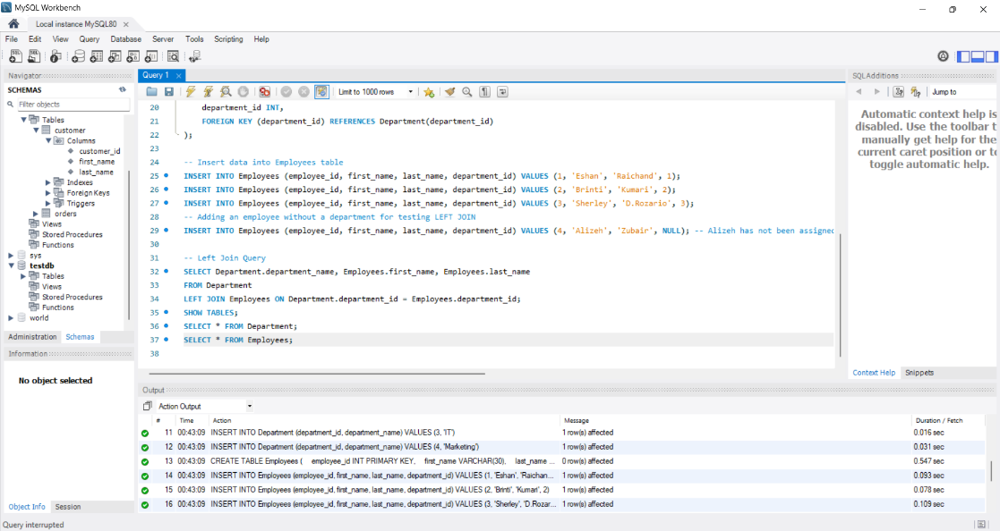 MySQL Workbench
Local instance MySQL80
File Edit View Query Database Server Tools Scripting Help
Navigator
SCHEMAS
Filter objects
Tables
customer
Columns
customer_id
first_name
last_name
Indexes
Foreign Keys
Triggers
orders
Views
Stored Procedures
Functions
sys
testdb
Tables
Views
Stored Procedures
Functions
world
Administration Schemas
Information
No object selected
Object Info Session
Query interrupted
Query 1
Limit to 1000 rows
20 department_id INT,
21 FOREIGN KEY (department_id) REFERENCES Department(department_id)
22 );
23
24 -- Insert data into Employees table
25 INSERT INTO Employees (employee_id, first_name, last_name, department_id) VALUES (1, 'Eshan', 'Raichand', 1);
26 INSERT INTO Employees (employee_id, first_name, last_name, department_id) VALUES (2, 'Brinti', 'Kumari', 2);
27 INSERT INTO Employees (employee_id, first_name, last_name, department_id) VALUES (3, 'Sherley', 'D.Rozario', 3);
28 -- Adding an employee without a department for testing LEFT JOIN
29 INSERT INTO Employees (employee_id, first_name, last_name, department_id) VALUES (4, 'Alizeh', 'Zubair', NULL); -- Alizeh has not been assigned
30
31 -- Left Join Query
32 SELECT Department.department_name, Employees.first_name, Employees.last_name
33 FROM Department
34 LEFT JOIN Employees ON Department.department_id = Employees.department_id;
35 SHOW TABLES;
36 SELECT * FROM Department;
37 SELECT * FROM Employees;
38
SQLAdditions
Jump to
Automatic context help is
disabled. Use the toolbar t
manually get help for the
current caret position or to
toggle automatic help.
Context Help Snippets
Output
Action Output
# Time Action Message Duration / Fetch
11 00:43:09 INSERT INTO Department (department_id, department_name) VALUES (3, 'IT') 1 row(s) affected 0.016 sec
12 00:43:09 INSERT INTO Department (department_id, department_name) VALUES (4, 'Marketing') 1 row(s) affected 0.031 sec
13 00:43:09 CREATE TABLE Employees ( employee_id INT PRIMARY KEY, first_name VARCHAR(30), last_name ... 0 row(s) affected 0.547 sec
14 00:43:09 INSERT INTO Employees (employee_id, first_name, last_name, department_id) VALUES (1, 'Eshan', 'Raichan... 1 row(s) affected 0.093 sec
15 00:43:09 INSERT INTO Employees (employee_id, first_name, last_name, department_id) VALUES (2, 'Brinti', 'Kumari', 2) 1 row(s) affected 0.078 sec
16 00:43:09 INSERT INTO Employees (employee_id, first_name, last_name, department_id) VALUES (3, 'Sherley', 'D.Rozar... 1 row(s) affected 0.109 sec